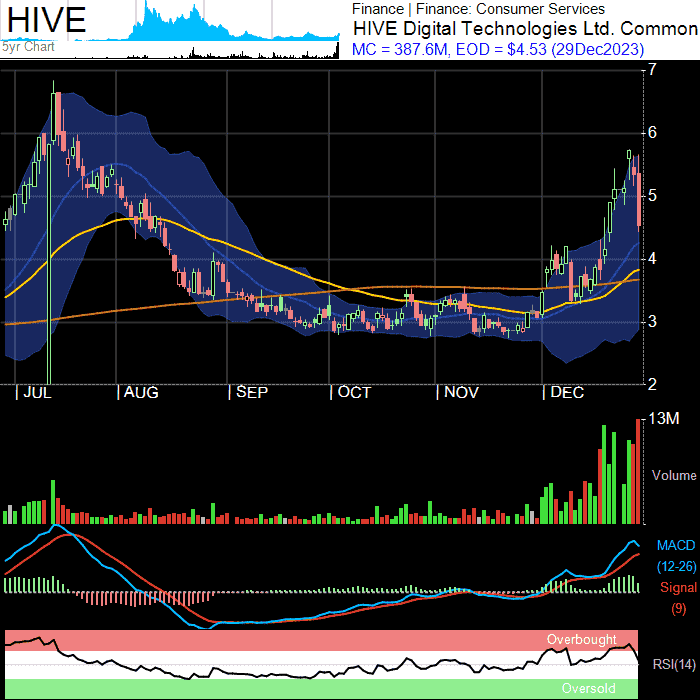 HIVE
5yr Chart
Finance | Finance: Consumer Services
HIVE Digital Technologies Ltd. Common
MC = 387.6M, EOD = $4.53 (29Dec2023)
7
6
5
4
3
2
JUL AUG SEP OCT NOV DEC
13M
Volume
MACD
(12-26)
Signal
(9)
Overbought
RSI(14)
Oversold